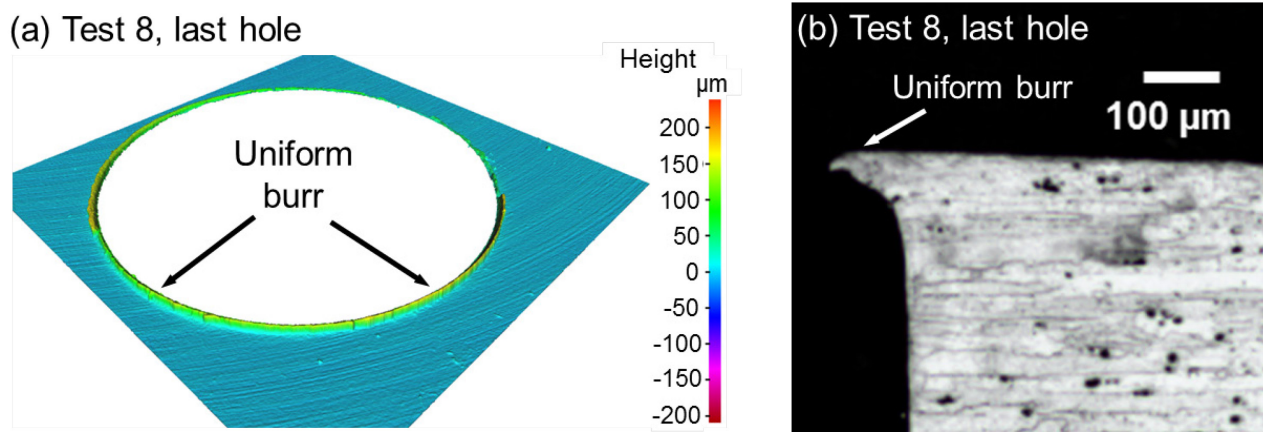 (a) Test 8, last hole
Height
µm
200
150
100
50
0
-50
-100
-150
-200
Uniform
burr
(b) Test 8, last hole
Uniform burr
100 µm